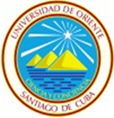 UNIVERSIDAD DE ORIENTE
SANTIAGO DE CUBA